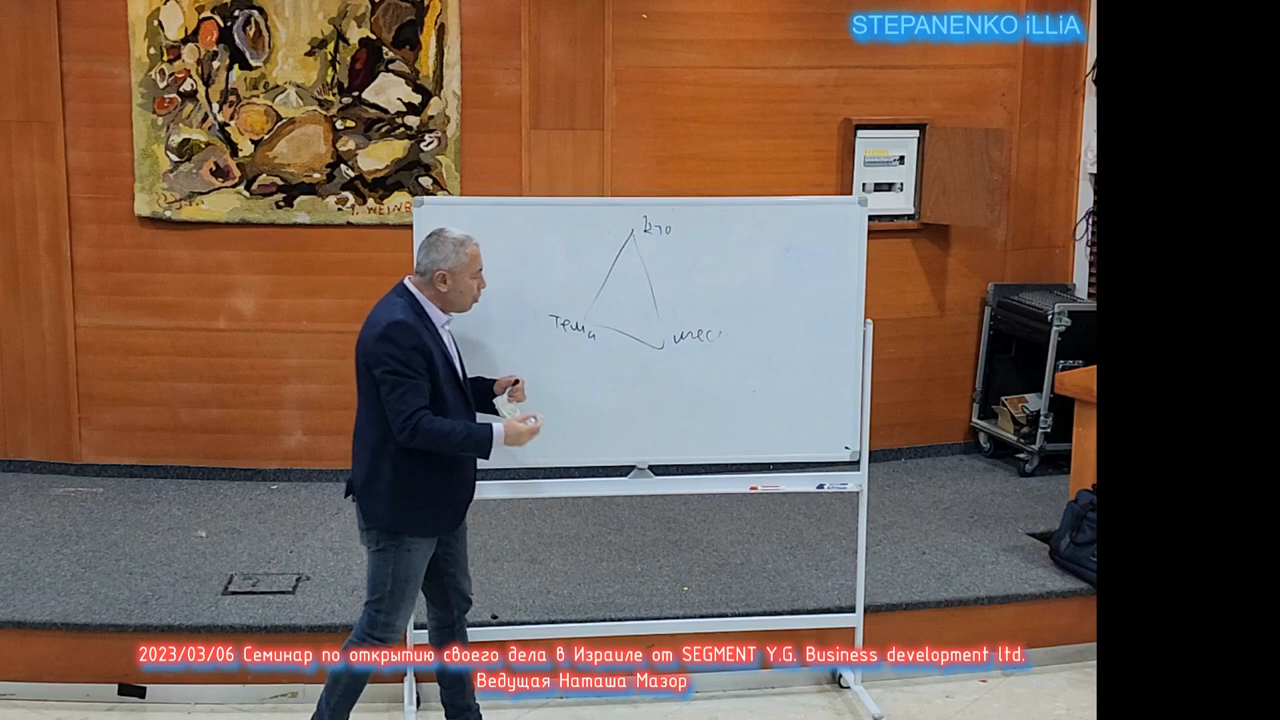 STEPANENKO iLLiA
кто
тема
2023/03/06 Семинар по открытию своего дела в Израиле от SEGMENT Y.G. Business development ltd.
Ведущая Наташа Мазор